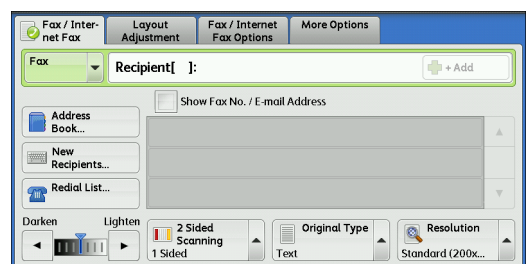 Fax / Inter-
net Fax
Layout
Adjustment
Fax / Internet
Fax Options
More Options
Fax
Recipient[ ]:
+ Add
Show Fax No. / E-mail Address
Address
Book...
New
Recipients...
Redial List...
Darken
Lighten
2 Sided
Scanning
1 Sided
Original Type
Text
Resolution
Standard (200x...